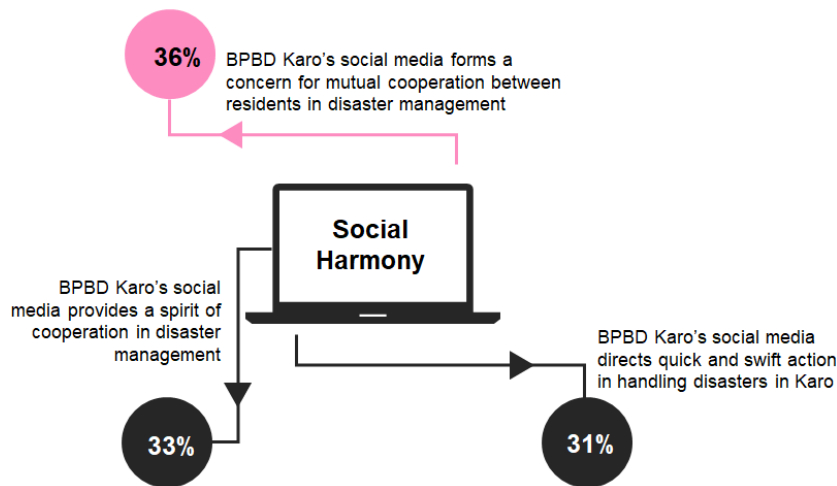 36%
BPBD Karo's social media forms a
concern for mutual cooperation between
residents in disaster management
Social
Harmony
BPBD Karo's social
media provides a spirit of
cooperation in disaster
management
33%
BPBD Karo's social media
directs quick and swift action
in handling disasters in Karo
31%